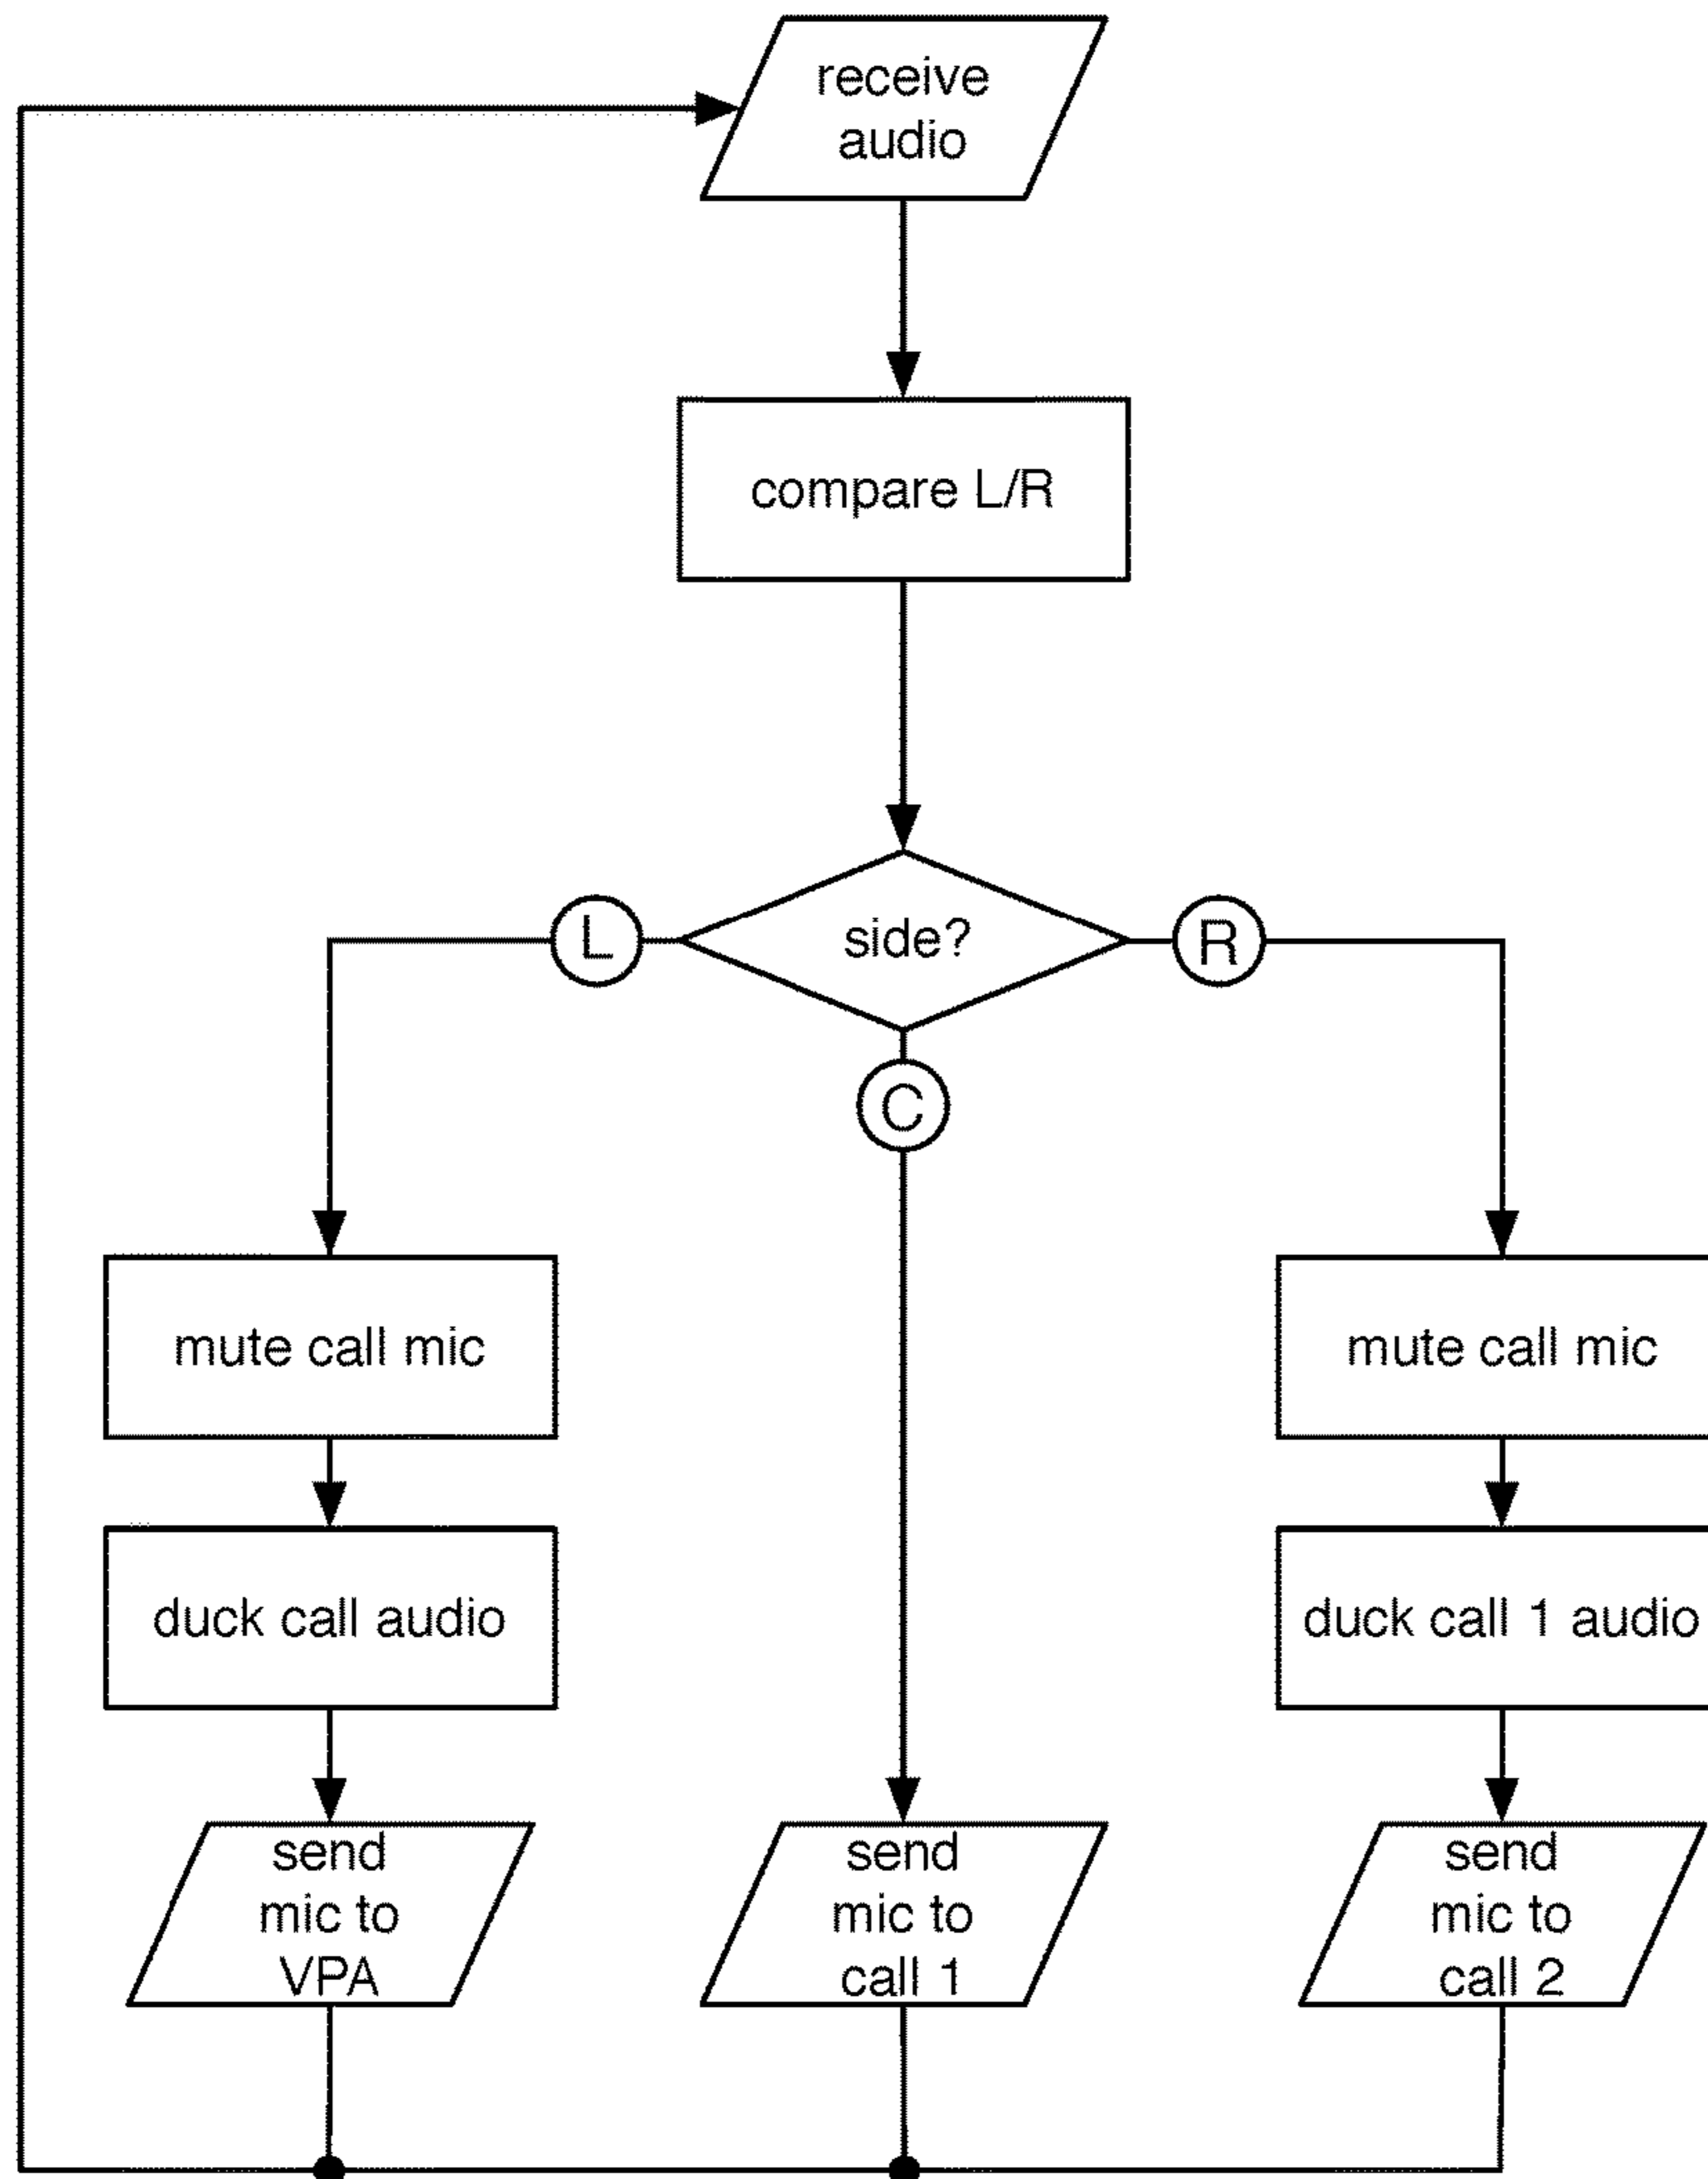 receive
audio
compare L/R
side?
L
R
C
mute call mic
mute call mic
duck call audio
duck call 1 audio
send
mic to
VPA
send
mic to
call 1
send
mic to
call 2